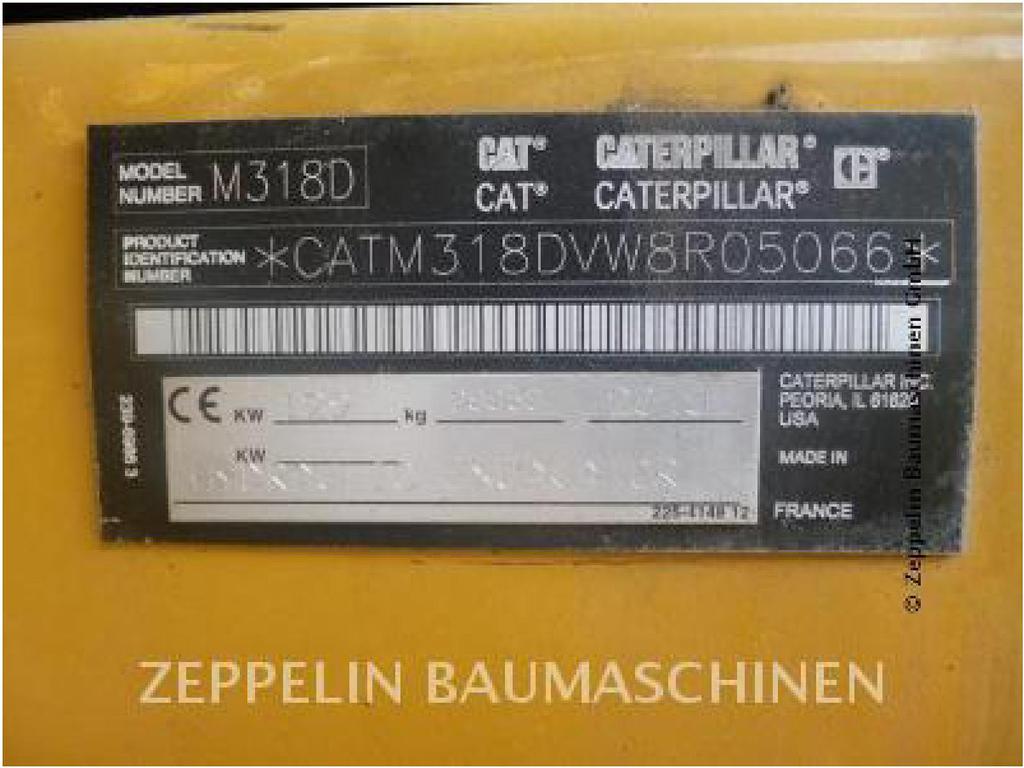 MODEL
NUMBER M318D
CAT® CATERPILLAR®
CAT® CATERPILLAR®
PRODUCT
IDENTIFICATION
NUMBER
*CATM318DVW8R05066*
CE KW kg
KW
CATERPILLAR INC.
PEORIA, IL
USA
MADE IN
FRANCE
© Zeppelin Baumaschinen GmbH
ZEPPELIN BAUMASCHINEN